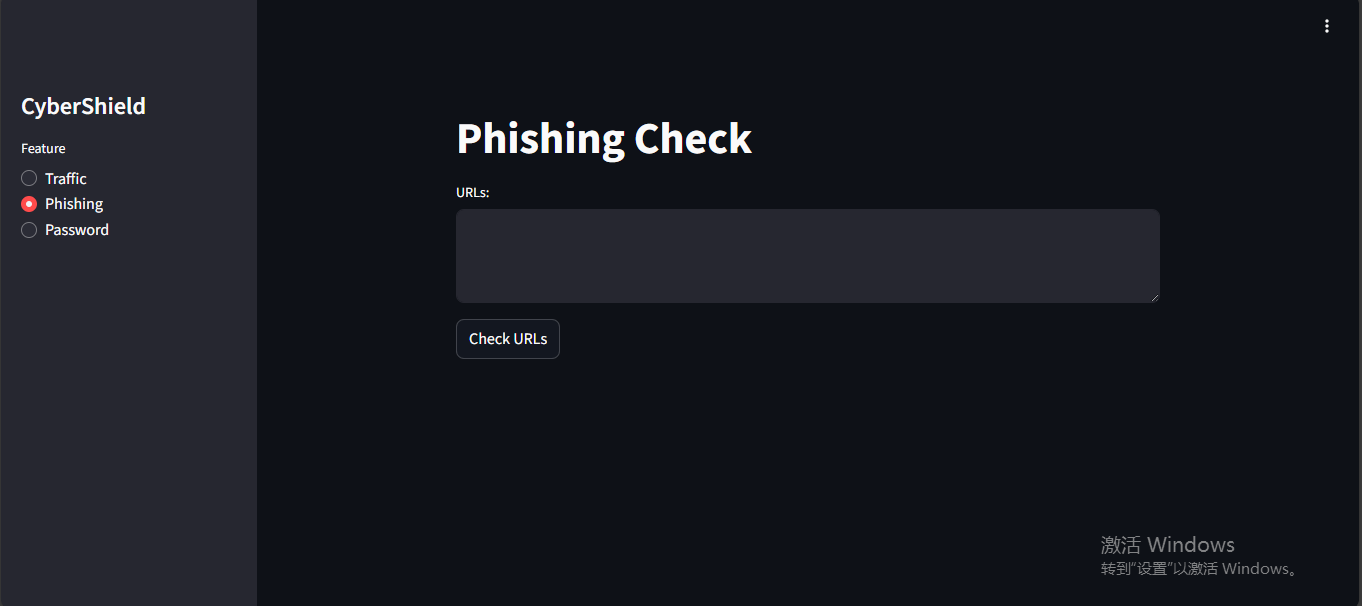 CyberShield
Feature
Traffic
Phishing
Password
Phishing Check
URLs:
Check URLs
激活 Windows
转到“设置”以激活 Windows。